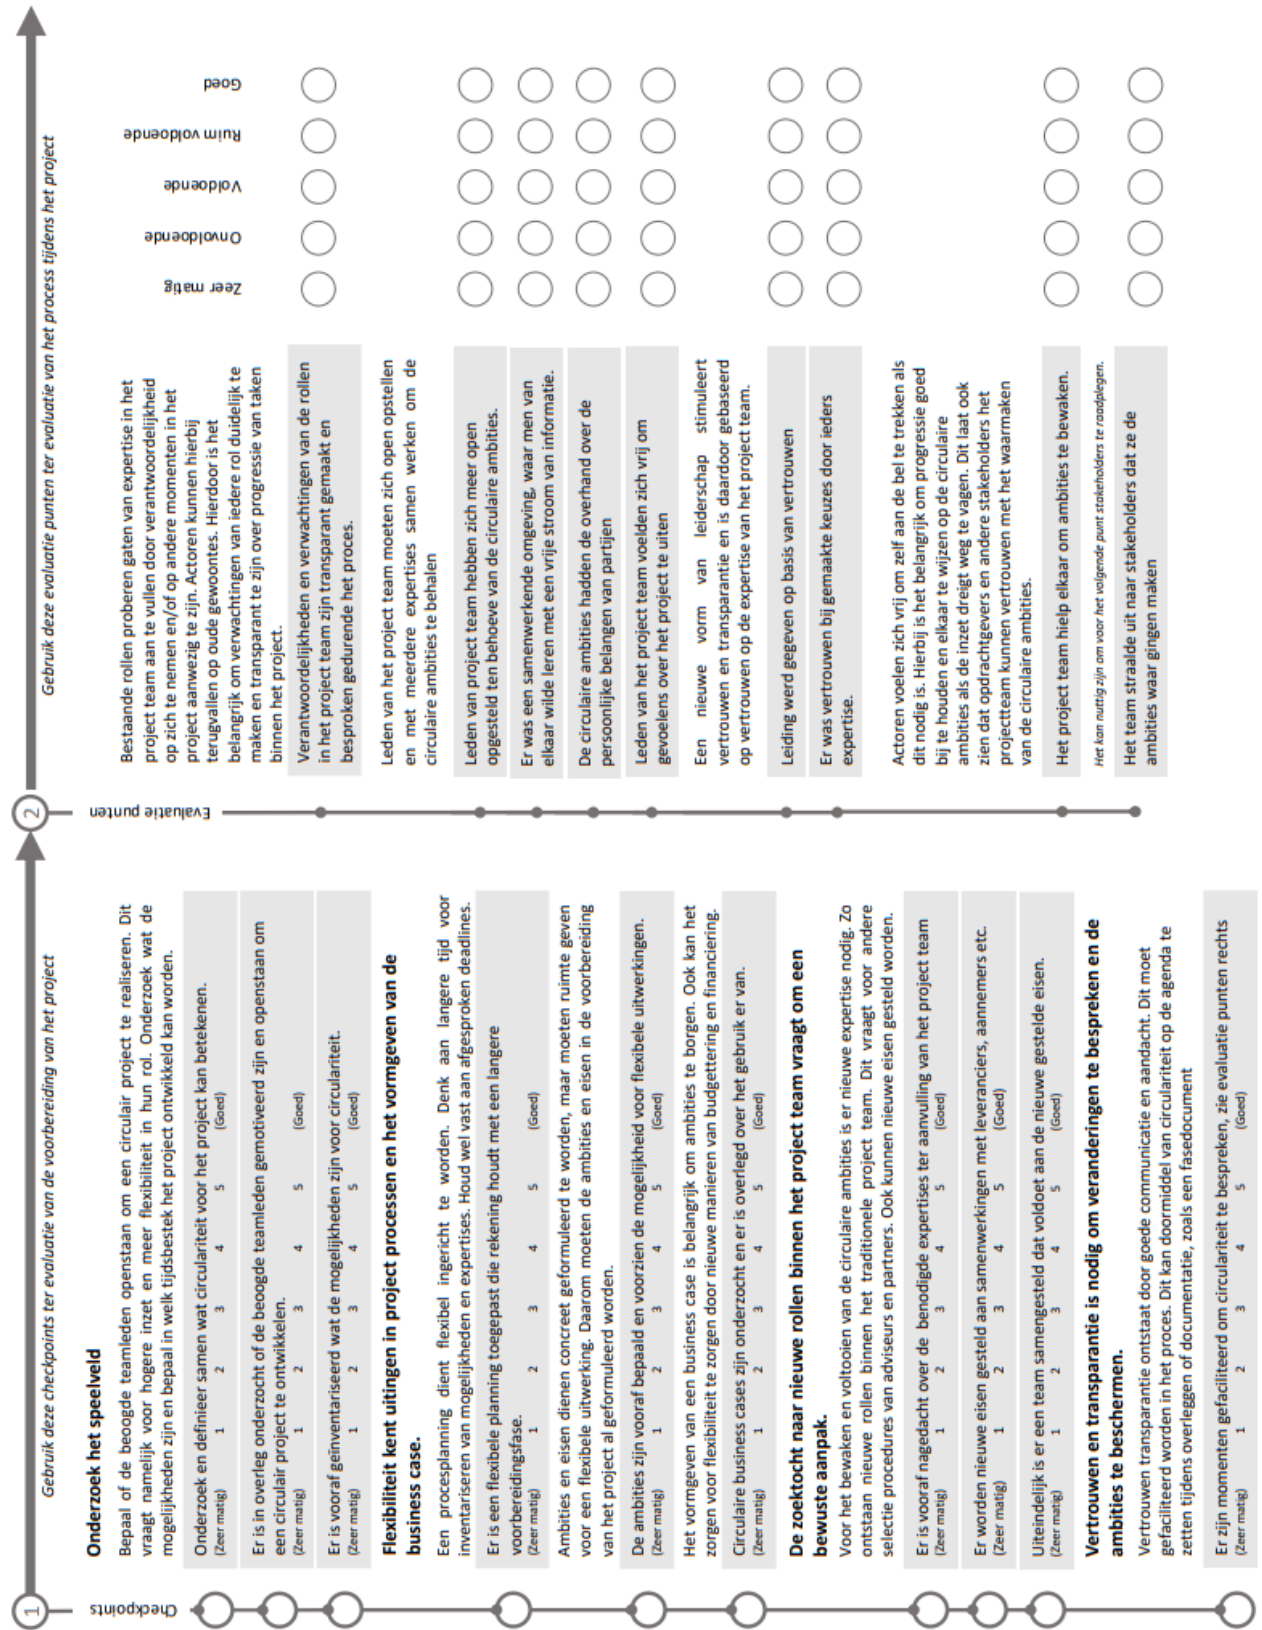 1
Gebruik deze checkpoints ter evaluatie van de voorbereiding van het project
Checkpoints
Onderzoek het speelveld
Bepaal of de beoogde teamleden openstaan om een circulair project te realiseren. Dit
vraagt namelijk voor hogere inzet en meer flexibiliteit in hun rol. Onderzoek wat de
mogelijkheden zijn en bepaal in welk tijdsbestek het project ontwikkeld kan worden.
Onderzoek en definieer samen wat circulariteit voor het project kan betekenen.
(Zeer matig) 1 2 3 4 5 (Goed)
Er is in overleg onderzocht of de beoogde teamleden gemotiveerd zijn en openstaan om
een circulair project te ontwikkelen.
(Zeer matig) 1 2 3 4 5 (Goed)
Er is vooraf geïnventariseerd wat de mogelijkheden zijn voor circulariteit.
(Zeer matig) 1 2 3 4 5 (Goed)
Flexibiliteit kent uitingen in project processen en het vormgeven van de
business case.
Een procesplanning dient flexibel ingericht te worden. Denk aan langere tijd voor
inventariseren van mogelijkheden en expertises. Houd wel vast aan afgesproken deadlines.
Er is een flexibele planning toegepast die rekening houdt met een langere
voorbereidingsfase.
(Zeer matig) 1 2 3 4 5 (Goed)
Ambities en eisen dienen concreet geformuleerd te worden, maar moeten ruimte geven
voor een flexibele uitwerking. Daarom moeten de ambities en eisen in de voorbereiding
van het project al geformuleerd worden.
De ambities zijn vooraf bepaald en voorzien de mogelijkheid voor flexibele uitwerkingen.
(Zeer matig) 1 2 3 4 5 (Goed)
Het vormgeven van een business case is belangrijk om ambities te borgen. Ook kan het
zorgen voor flexibiliteit te zorgen door nieuwe manieren van budgettering en financiering.
Circulaire business cases zijn onderzocht en er is overlegd over het gebruik er van.
(Zeer matig) 1 2 3 4 5 (Goed)
De zoektocht naar nieuwe rollen binnen het project team vraagt om een
bewuste aanpak.
Voor het bewaken en voltooien van de circulaire ambities is er nieuwe expertise nodig. Zo
ontstaan nieuwe rollen binnen het traditionele project team. Dit vraagt voor andere
selectie procedures van adviseurs en partners. Ook kunnen nieuwe eisen gesteld worden.
Er is vooraf nagedacht over de benodigde expertises ter aanvulling van het project team
(Zeer matig) 1 2 3 4 5 (Goed)
Er worden nieuwe eisen gesteld aan samenwerkingen met leveranciers, aannemers etc.
(Zeer matig) 1 2 3 4 5 (Goed)
Uiteindelijk is er een team samengesteld dat voldoet aan de nieuwe gestelde eisen.
(Zeer matig) 1 2 3 4 5 (Goed)
Vertrouwen en transparantie is nodig om veranderingen te bespreken en de
ambities te beschermen.
Vertrouwen transparantie ontstaat door goede communicatie en aandacht. Dit moet
gefaciliteerd worden in het proces. Dit kan doormiddel van circulariteit op de agenda te
zetten tijdens overleggen of documentatie, zoals een fasedocument
Er zijn momenten gefaciliteerd om circulariteit te bespreken, zie evaluatie punten rechts
(Zeer matig) 1 2 3 4 5 (Goed)
2
Gebruik deze evaluatie punten ter evaluatie van het process tijdens het project
Evaluatie punten
Zeer matig
Onvoldoende
Voldoende
Ruim voldoende
Goed
Bestaande rollen proberen gaten van expertise in het
project team aan te vullen door verantwoordelijkheid
op zich te nemen en/of op andere momenten in het
project aanwezig te zijn. Actoren kunnen hierbij
terugvallen op oude gewoontes. Hierdoor is het
belangrijk om verwachtingen van iedere rol duidelijk te
maken en transparant te zijn over progressie van taken
binnen het project.
Verantwoordelijkheden en verwachtingen van de rollen
in het project team zijn transparant gemaakt en
besproken gedurende het proces.
Leden van het project team moeten zich open opstellen
en met meerdere expertises samen werken om de
circulaire ambities te behalen
Leden van project team hebben zich meer open
opgesteld ten behoeve van de circulaire ambities.
Er was een samenwerkende omgeving, waar men van
elkaar wilde leren met een vrije stroom van informatie.
De circulaire ambities hadden de overhand over de
persoonlijke belangen van partijen
Leden van het project team voelden zich vrij om
gevoelens over het project te uiten
Een nieuwe vorm van leiderschap stimuleert
vertrouwen en transparantie en is daardoor gebaseerd
op vertrouwen op de expertise van het project team.
Leiding werd gegeven op basis van vertrouwen
Er was vertrouwen bij gemaakte keuzes door ieders
expertise.
Actoren voelen zich vrij om zelf aan de bel te trekken als
dit nodig is. Hierbij is het belangrijk om progressie goed
bij te houden en elkaar te wijzen op de circulaire
ambities als de inzet dreigt weg te vagen. Dit laat ook
zien dat opdrachtgevers en andere stakeholders het
projectteam kunnen vertrouwen met het waarmaken
van de circulaire ambities.
Het project team hielp elkaar om ambities te bewaken.
Het kan nuttig zijn om voor het volgende punt stakeholders te raadplegen.
Het team straalde uit naar stakeholders dat ze de
ambities waar gingen maken